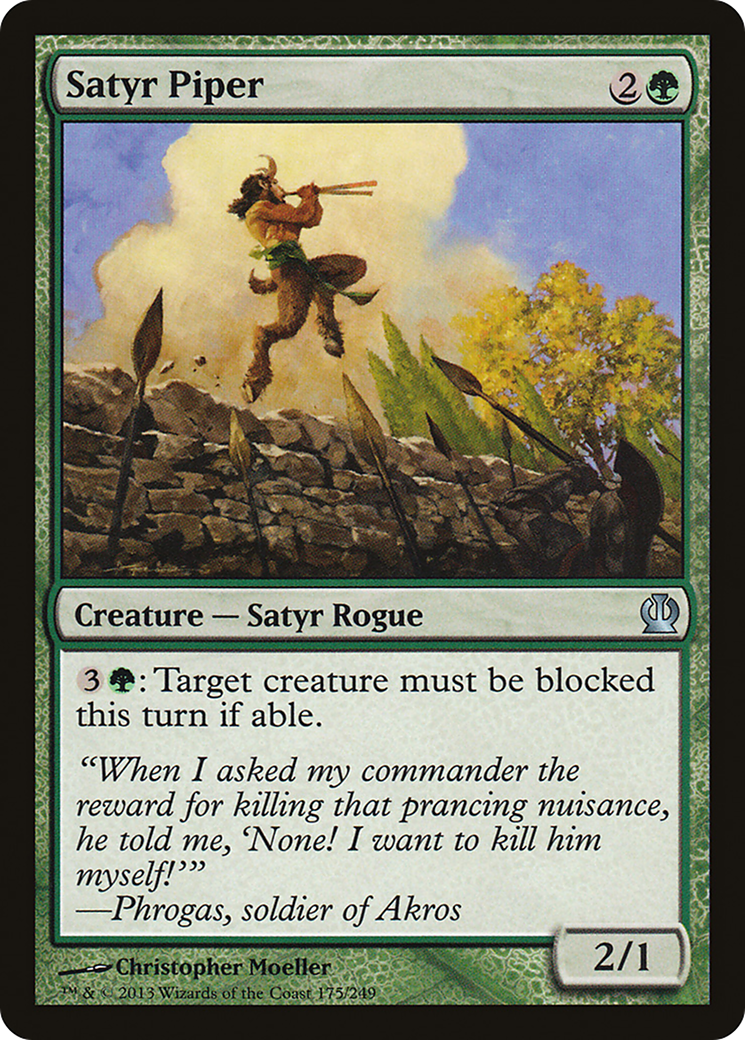 Satyr Piper 2
Creature — Satyr Rogue
3: Target creature must be blocked
this turn if able.
“When I asked my commander the
reward for killing that prancing nuisance,
he told me, ‘None! I want to kill him
myself!’”
—Phrogas, soldier of Akros
2/1
Christopher Moeller
™ & © 2013 Wizards of the Coast 175/249